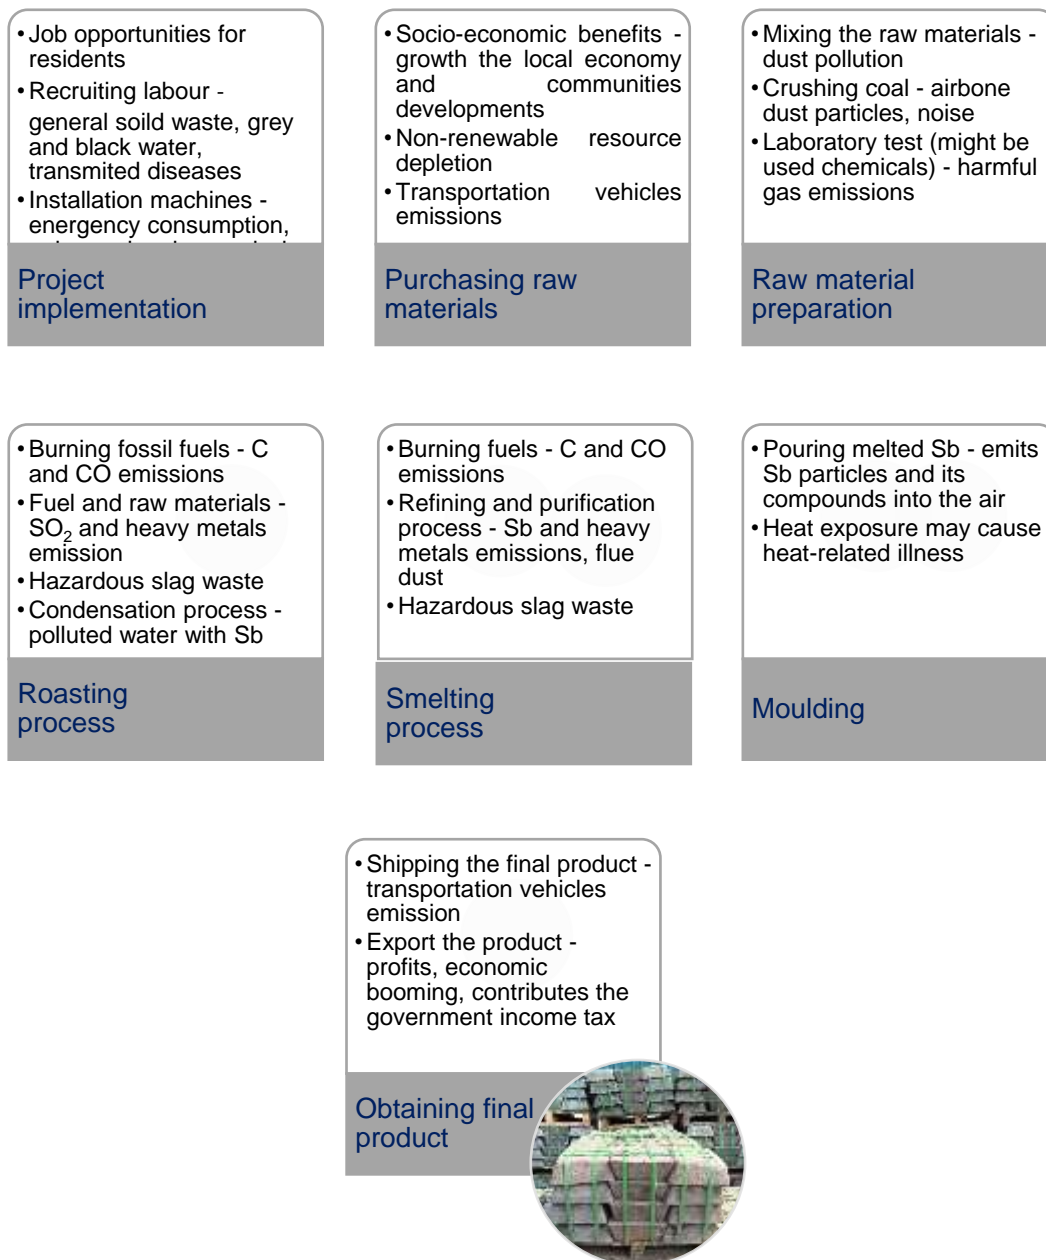 • Job opportunities for
residents
• Recruiting labour -
general soild waste, grey
and black water,
transmited diseases
• Installation machines -
energency consumption,
Project
implementation
• Socio-economic benefits -
growth the local economy
and communities
developments
• Non-renewable resource
depletion
• Transportation vehicles
emissions
Purchasing raw
materials
• Mixing the raw materials -
dust pollution
• Crushing coal - airbone
dust particles, noise
• Laboratory test (might be
used chemicals) - harmful
gas emissions
Raw material
preparation
• Burning fossil fuels - C
and CO emissions
• Fuel and raw materials -
SO₂ and heavy metals
emission
• Hazardous slag waste
• Condensation process -
polluted water with Sb
Roasting
process
• Burning fuels - C and CO
emissions
• Refining and purification
process - Sb and heavy
metals emissions, flue
dust
• Hazardous slag waste
Smelting
process
• Pouring melted Sb - emits
Sb particles and its
compounds into the air
• Heat exposure may cause
heat-related illness
Moulding
• Shipping the final product -
transportation vehicles
emission
• Export the product -
profits, economic
booming, contributes the
government income tax
Obtaining final
product